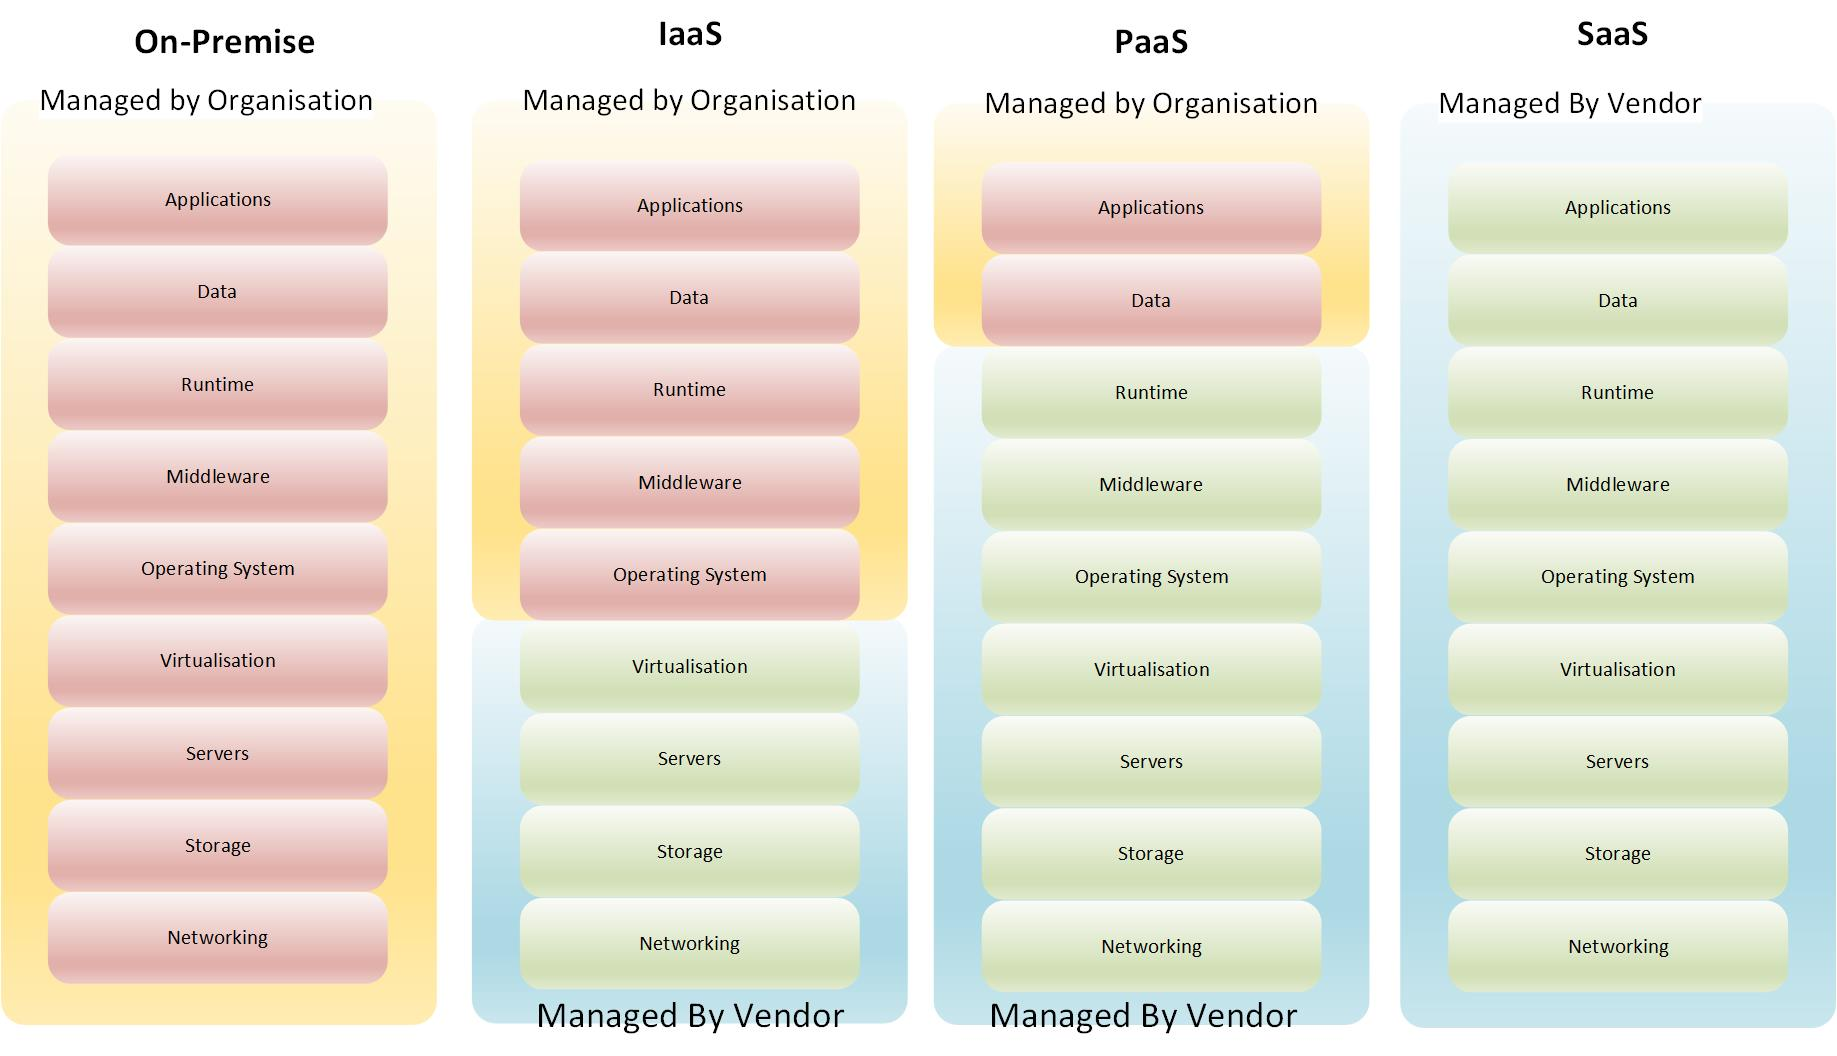 On-Premise
Managed by Organisation
Applications
Data
Runtime
Middleware
Operating System
Virtualisation
Servers
Storage
Networking
IaaS
Managed by Organisation
Applications
Data
Runtime
Middleware
Operating System
Virtualisation
Servers
Storage
Networking
Managed By Vendor
PaaS
Managed by Organisation
Applications
Data
Runtime
Middleware
Operating System
Virtualisation
Servers
Storage
Networking
Managed By Vendor
SaaS
Managed By Vendor
Applications
Data
Runtime
Middleware
Operating System
Virtualisation
Servers
Storage
Networking